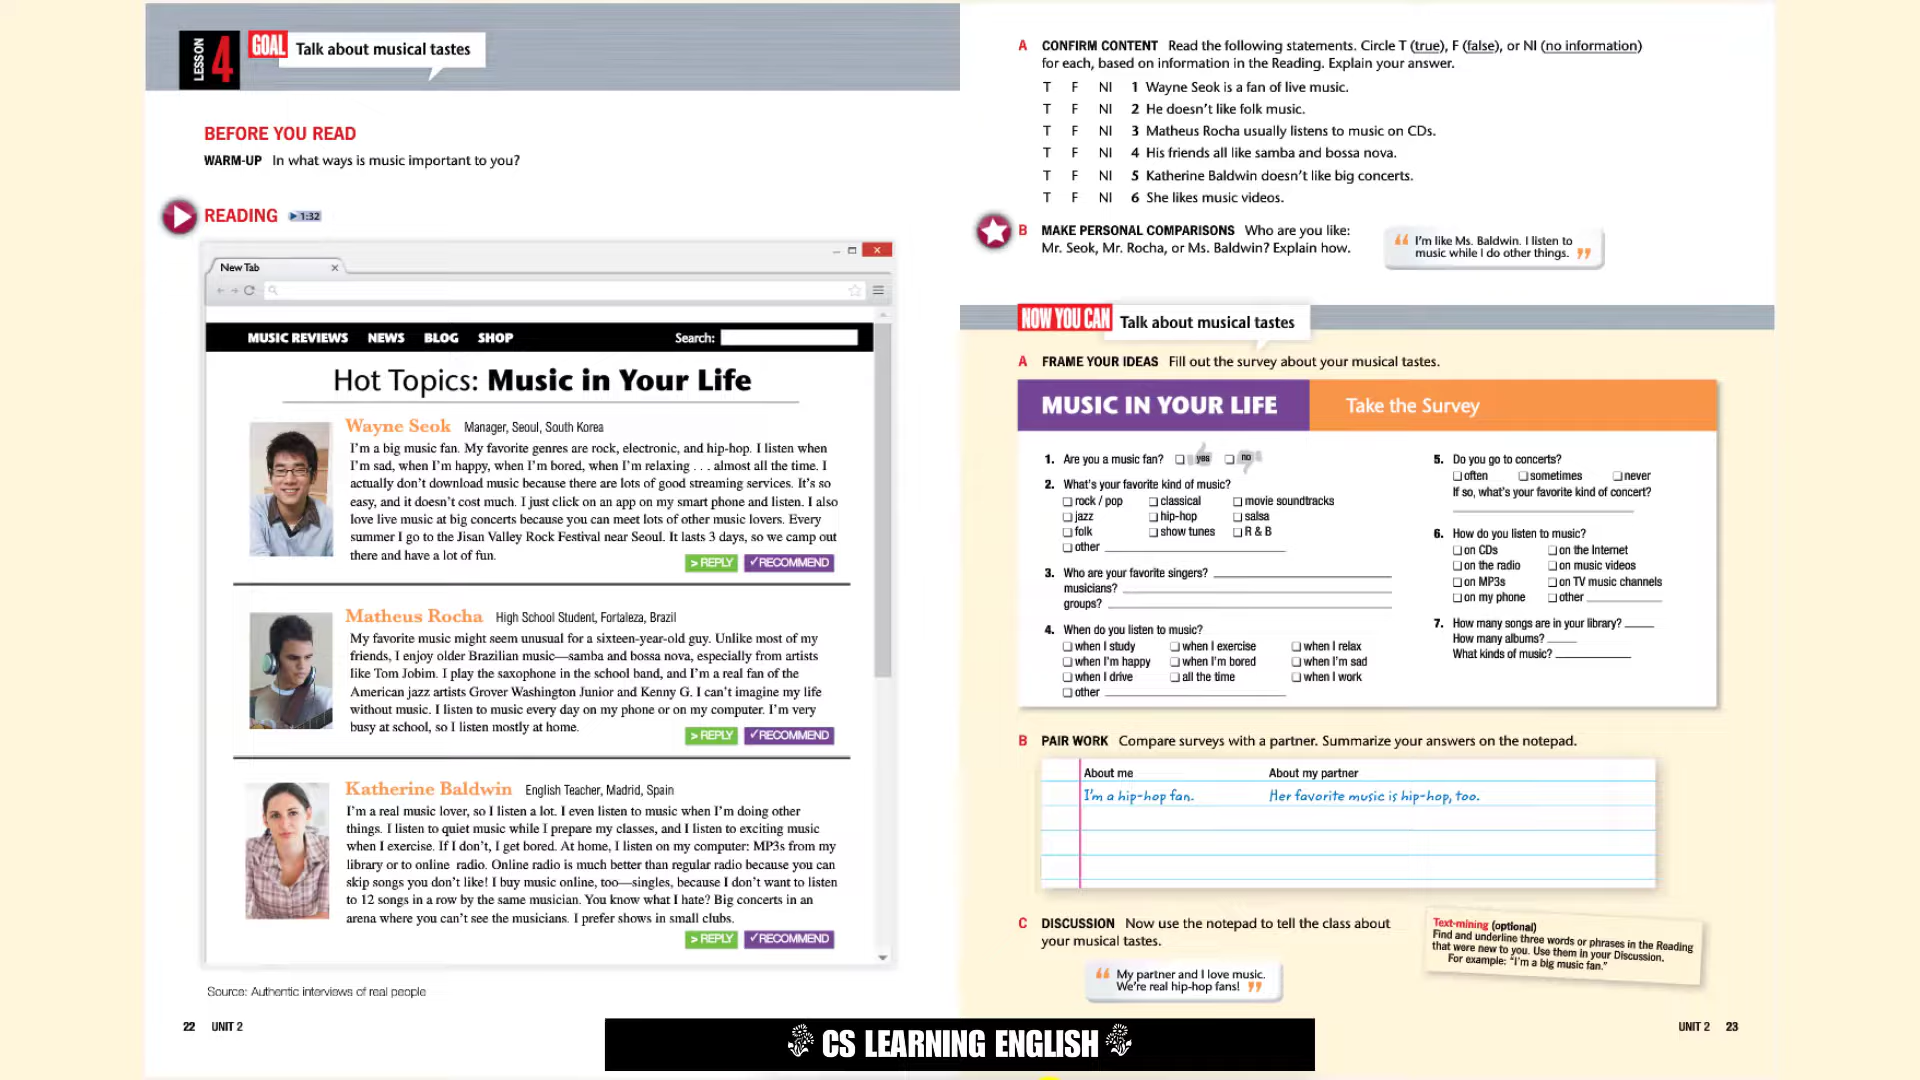 LESSON 4
GOAL Talk about musical tastes
BEFORE YOU READ
WARM-UP In what ways is music important to you?
READING 1:32
New Tab
MUSIC REVIEWS NEWS BLOG SHOP Search:
Hot Topics: Music in Your Life
Wayne Seok Manager, Seoul, South Korea
I'm a big music fan. My favorite genres are rock, electronic, and hip-hop. I listen when
I'm sad, when I'm happy, when I'm bored, when I'm relaxing . . . almost all the time. I
actually don't download music because there are lots of good streaming services. It's so
easy, and it doesn't cost much. I just click on an app on my smart phone and listen. I also
love live music at big concerts because you can meet lots of other music lovers. Every
summer I go to the Jisan Valley Rock Festival near Seoul. It lasts 3 days, so we camp out
there and have a lot of fun.
> REPLY ✓RECOMMEND
Matheus Rocha High School Student, Fortaleza, Brazil
My favorite music might seem unusual for a sixteen-year-old guy. Unlike most of my
friends, I enjoy older Brazilian music—samba and bossa nova, especially from artists
like Tom Jobim. I play the saxophone in the school band, and I'm a real fan of the
American jazz artists Grover Washington Junior and Kenny G. I can't imagine my life
without music. I listen to music every day on my phone or on my computer. I'm very
busy at school, so I listen mostly at home.
> REPLY ✓RECOMMEND
Katherine Baldwin English Teacher, Madrid, Spain
I'm a real music lover, so I listen a lot. I even listen to music when I'm doing other
things. I listen to quiet music while I prepare my classes, and I listen to exciting music
when I exercise. If I don't, I get bored. At home, I listen on my computer: MP3s from my
library or to online radio. Online radio is much better than regular radio because you can
skip songs you don't like! I buy music online, too—singles, because I don't want to listen
to 12 songs in a row by the same musician. You know what I hate? Big concerts in an
arena where you can't see the musicians. I prefer shows in small clubs.
> REPLY ✓RECOMMEND
Source: Authentic interviews of real people
22 UNIT 2
A CONFIRM CONTENT Read the following statements. Circle T (true), F (false), or NI (no information)
for each, based on information in the Reading. Explain your answer.
T F NI 1 Wayne Seok is a fan of live music.
T F NI 2 He doesn't like folk music.
T F NI 3 Matheus Rocha usually listens to music on CDs.
T F NI 4 His friends all like samba and bossa nova.
T F NI 5 Katherine Baldwin doesn't like big concerts.
T F NI 6 She likes music videos.
B MAKE PERSONAL COMPARISONS Who are you like:
Mr. Seok, Mr. Rocha, or Ms. Baldwin? Explain how.
“ I'm like Ms. Baldwin. I listen to
music while I do other things. ”
NOW YOU CAN Talk about musical tastes
A FRAME YOUR IDEAS Fill out the survey about your musical tastes.
MUSIC IN YOUR LIFE Take the Survey
1. Are you a music fan? yes no
2. What's your favorite kind of music?
rock / pop classical movie soundtracks
jazz hip-hop salsa
folk show tunes R & B
other
3. Who are your favorite singers?
musicians?
groups?
4. When do you listen to music?
when I study when I exercise when I relax
when I'm happy when I'm bored when I'm sad
when I drive all the time when I work
other
5. Do you go to concerts?
often sometimes never
If so, what's your favorite kind of concert?
6. How do you listen to music?
on CDs on the Internet
on the radio on music videos
on MP3s on TV music channels
on my phone other
7. How many songs are in your library?
How many albums?
What kinds of music?
B PAIR WORK Compare surveys with a partner. Summarize your answers on the notepad.
About me About my partner
I'm a hip-hop fan. Her favorite music is hip-hop, too.
C DISCUSSION Now use the notepad to tell the class about
your musical tastes.
“ My partner and I love music.
We're real hip-hop fans! ”
Text-mining (optional)
Find and underline three words or phrases in the Reading
that were new to you. Use them in your Discussion.
For example: "I'm a big music fan."
UNIT 2 23
CS LEARNING ENGLISH